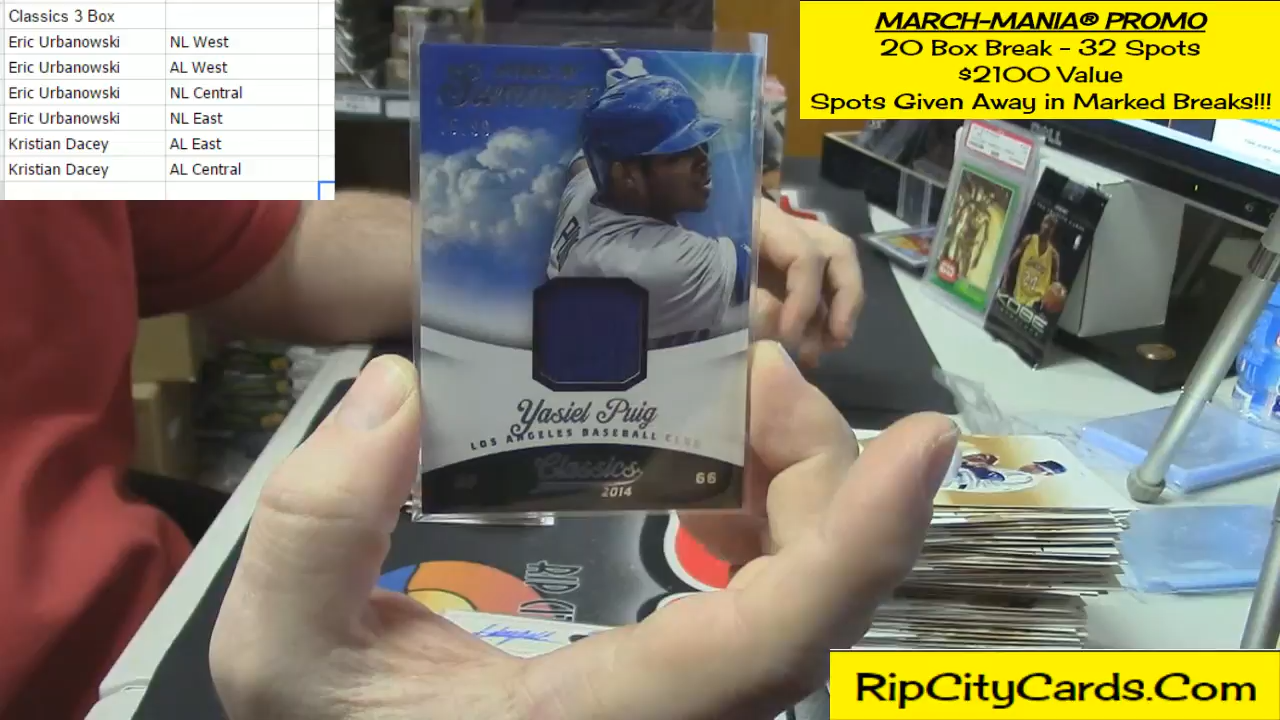 Classics 3 Box
Eric Urbanowski NL West
Eric Urbanowski AL West
Eric Urbanowski NL Central
Eric Urbanowski NL East
Kristian Dacey AL East
Kristian Dacey AL Central
MARCH-MANIA® PROMO
20 Box Break - 32 Spots
$2100 Value
Spots Given Away in Marked Breaks!!!
DELL
KOBE
Yasiel Puig
LOS ANGELES BASEBALL CLUB
Classics
2014
66
RipCityCards.Com